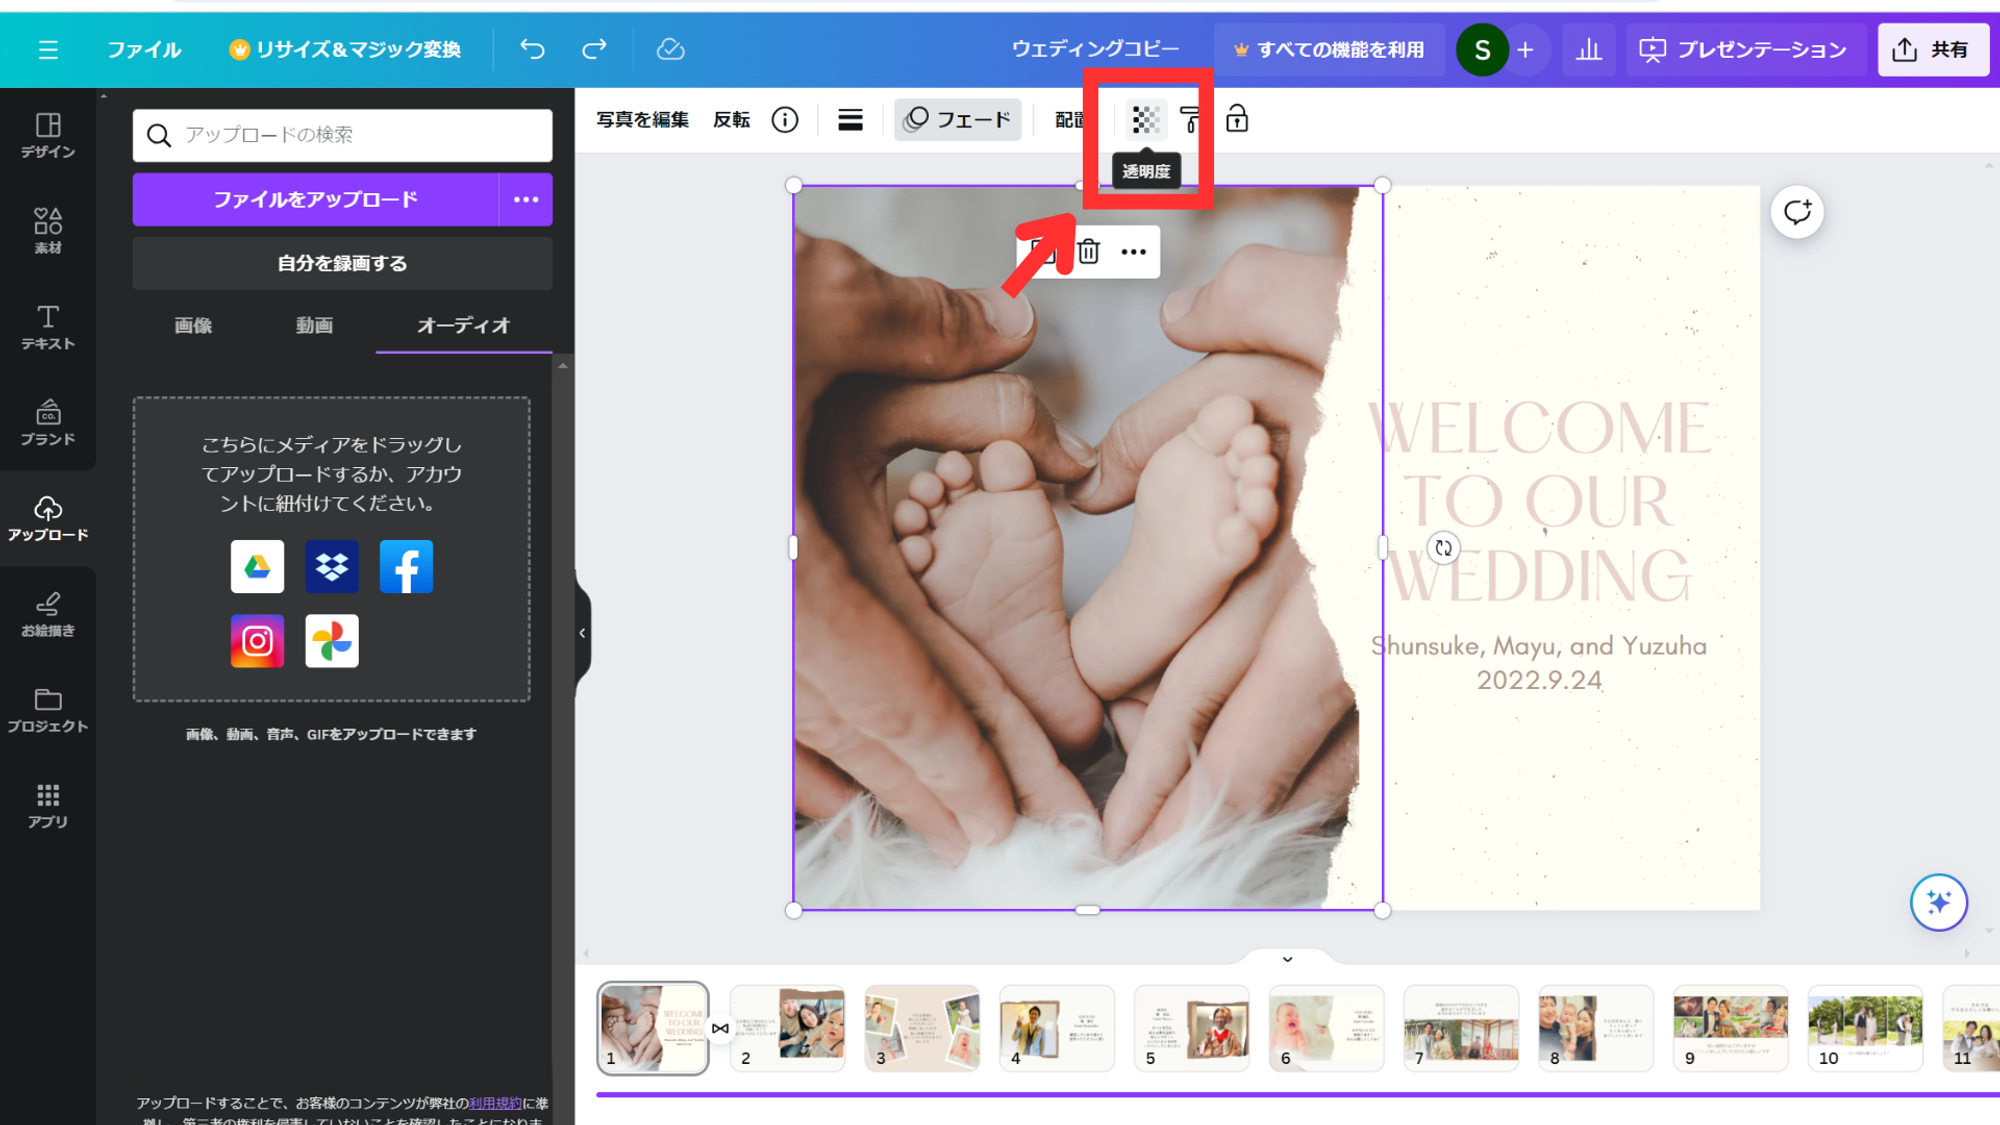 ファイル
リサイズ&マジック変換
ウェディングコピー
すべての機能を利用
S
プレゼンテーション
共有
デザイン
素材
テキスト
CO.
ブランド
アップロード
お絵描き
プロジェクト
アプリ
アップロードの検索
ファイルをアップロード
自分を録画する
画像
動画
オーディオ
こちらにメディアをドラッグし
てアップロードするか、アカウ
ントに紐付けてください。
画像、動画、音声、GIFをアップロードできます
アップロードすることで、お客様のコンテンツが弊社の利用規約に準
拠し、第三者の権利を侵害していないことを確認したことになりま
写真を編集
反転
フェード
配置
透明度
WELCOME
TO OUR
WEDDING
Shunsuke, Mayu, and Yuzuha
2022.9.24
WELCOME
TO OUR
WEDDING
1
2
3
4
5
6
7
8
9
10
11